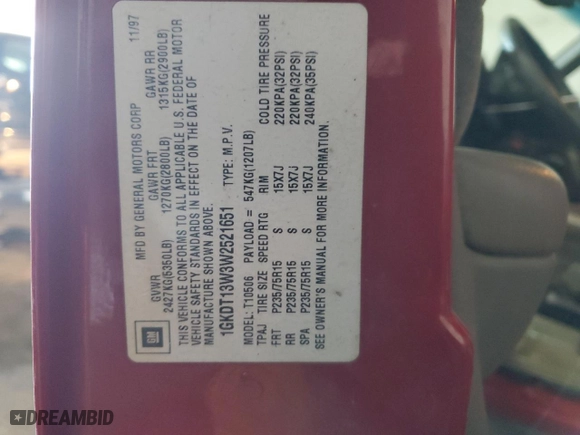 GM
MFD BY GENERAL MOTORS CORP 11/97
GVWR GAWR FRT GAWR RR
2427KG(5350LB) 1270KG(2800LB) 1315KG(2900LB)
THIS VEHICLE CONFORMS TO ALL APPLICABLE U.S. FEDERAL MOTOR
VEHICLE SAFETY STANDARDS IN EFFECT ON THE DATE OF
MANUFACTURE SHOWN ABOVE.
1GKDT13W3W2521651 TYPE: M.P.V.
MODEL: T10506 PAYLOAD = 547KG(1207LB)
TPAJ TIRE SIZE SPEED RTG RIM COLD TIRE PRESSURE
FRT P235/75R15 S 15X7J 220KPA(32PSI)
RR P235/75R15 S 15X7J 220KPA(32PSI)
SPA P235/75R15 S 15X7J 240KPA(35PSI)
SEE OWNER'S MANUAL FOR MORE INFORMATION.
DREAMBID